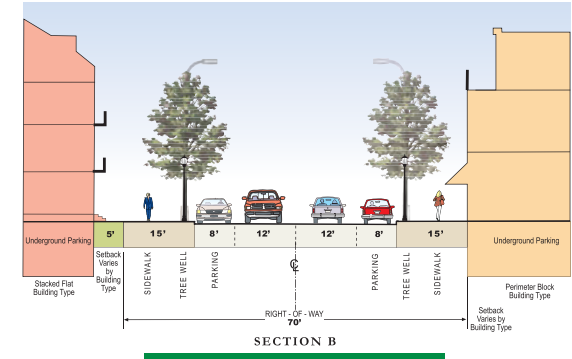 Underground Parking
5'
15'
8'
12'
12'
8'
15'
Underground Parking
Stacked Flat
Building Type
Setback
Varies
by
Building
Type
SIDEWALK
TREE WELL
PARKING
℄
PARKING
TREE WELL
SIDEWALK
Perimeter Block
Building Type
Setback
Varies by
Building Type
RIGHT - OF - WAY
70'
SECTION B